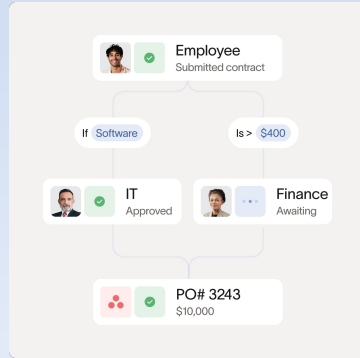 Employee
Submitted contract
If Software
Is > $400
IT
Approved
Finance
Awaiting
PO# 3243
$10,000